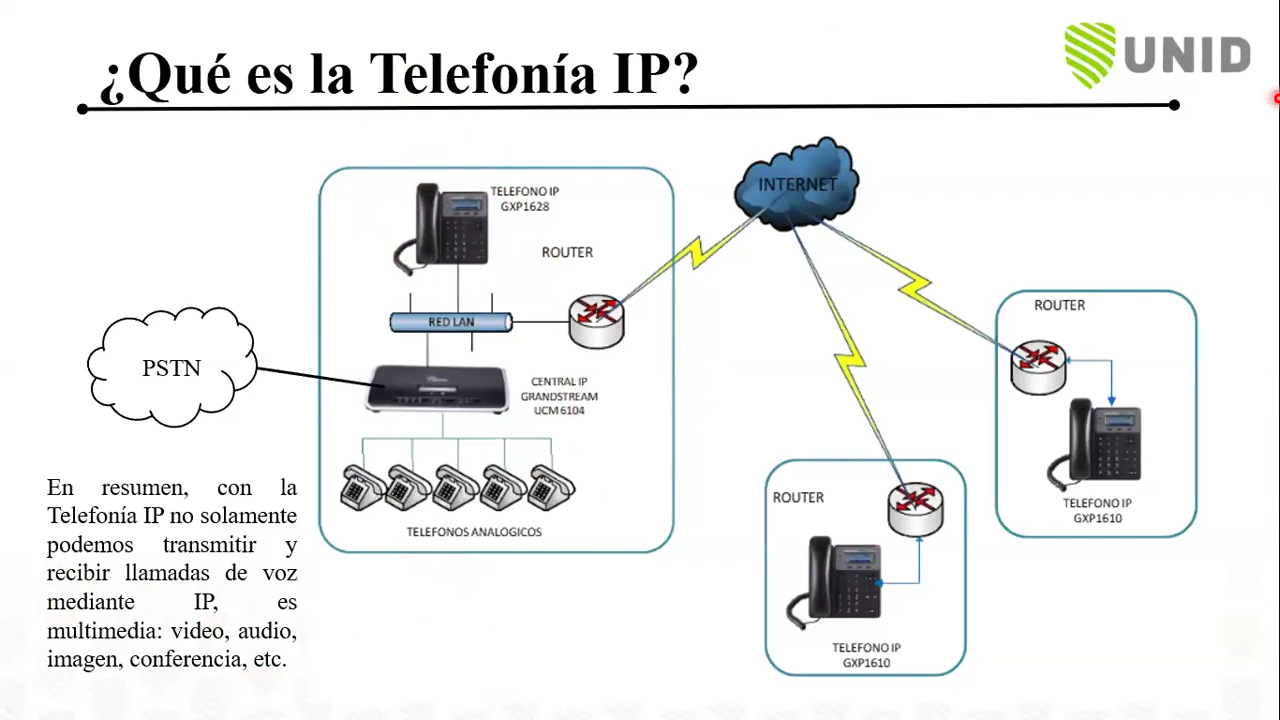 ¿Qué es la Telefonía IP?
UNID
INTERNET
TELEFONO IP
GXP1628
ROUTER
RED LAN
PSTN
CENTRAL IP
GRANDSTREAM
UCM 6104
TELEFONOS ANALOGICOS
ROUTER
TELEFONO IP
GXP1610
ROUTER
TELEFONO IP
GXP1610
En resumen, con la
Telefonía IP no solamente
podemos transmitir y
recibir llamadas de voz
mediante IP, es
multimedia: video, audio,
imagen, conferencia, etc.